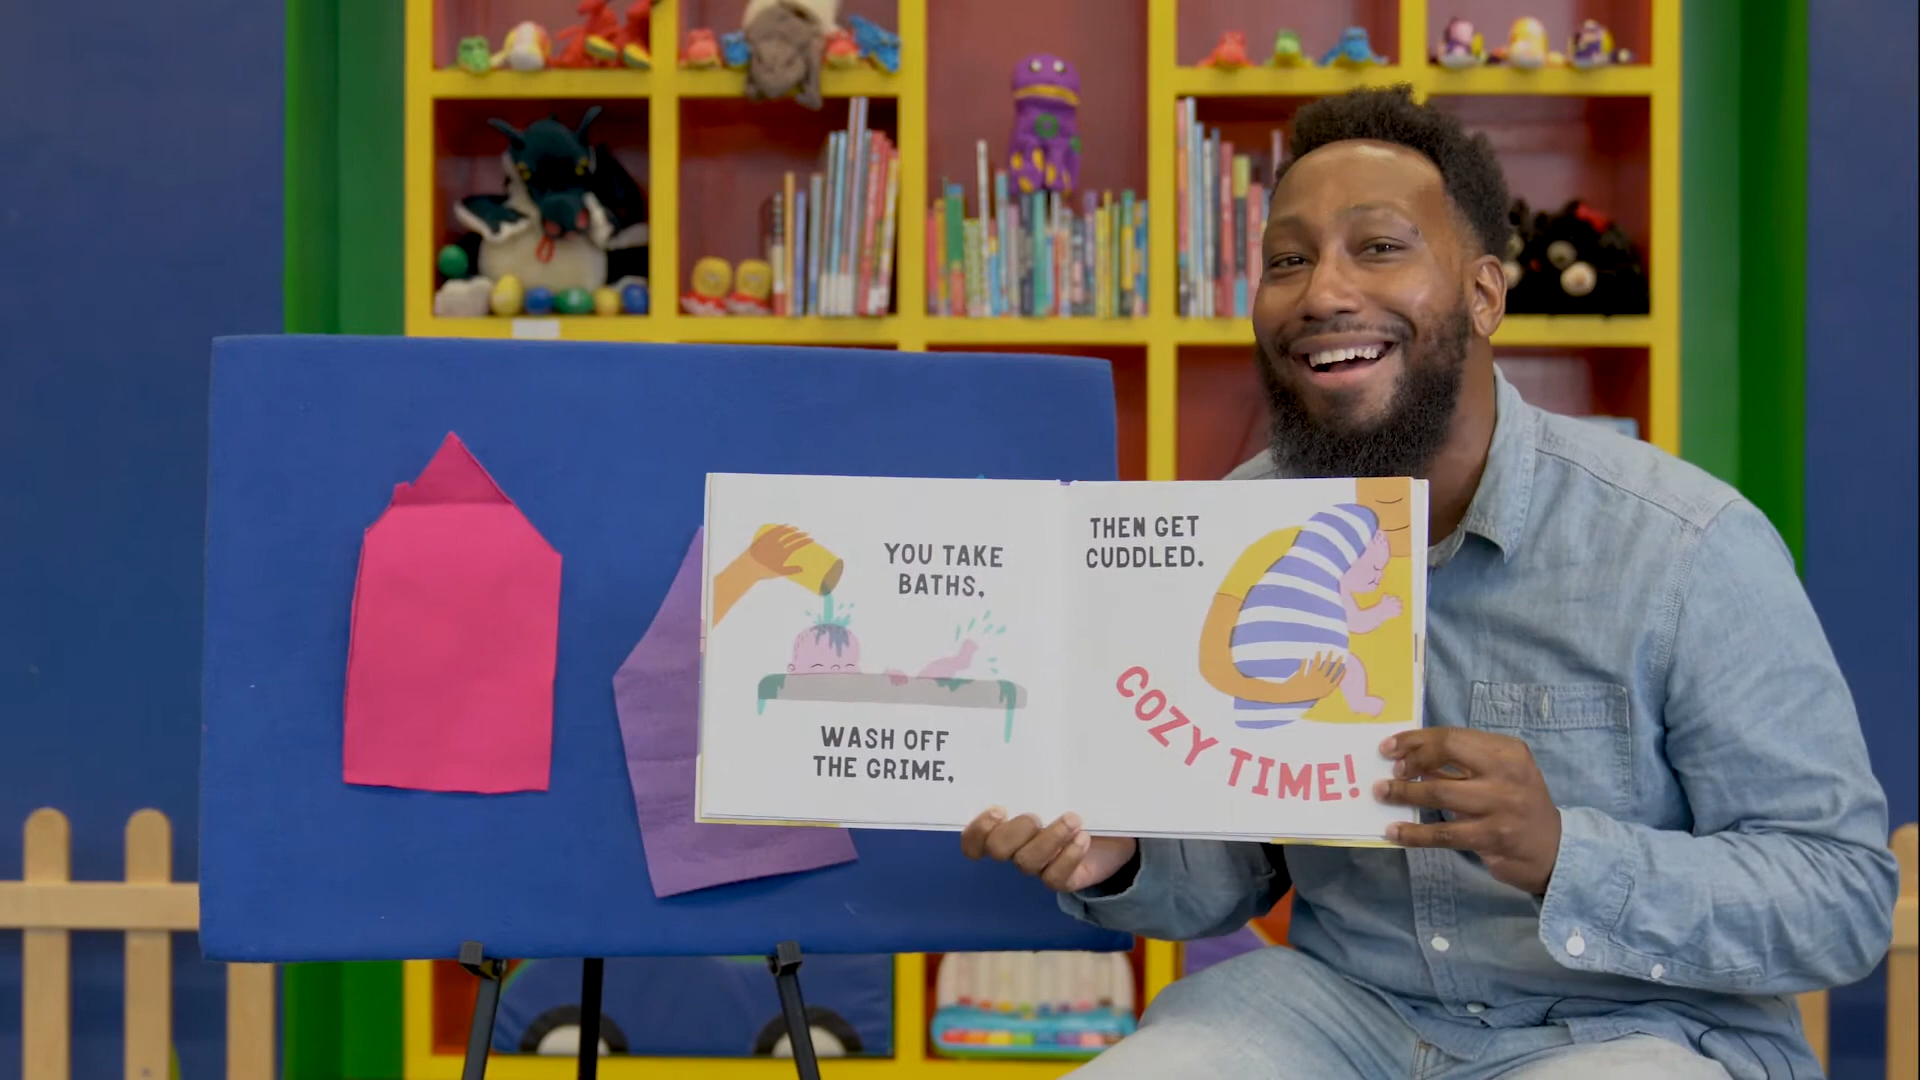 YOU TAKE
BATHS,
WASH OFF
THE GRIME,
THEN GET
CUDDLED.
COZY TIME!